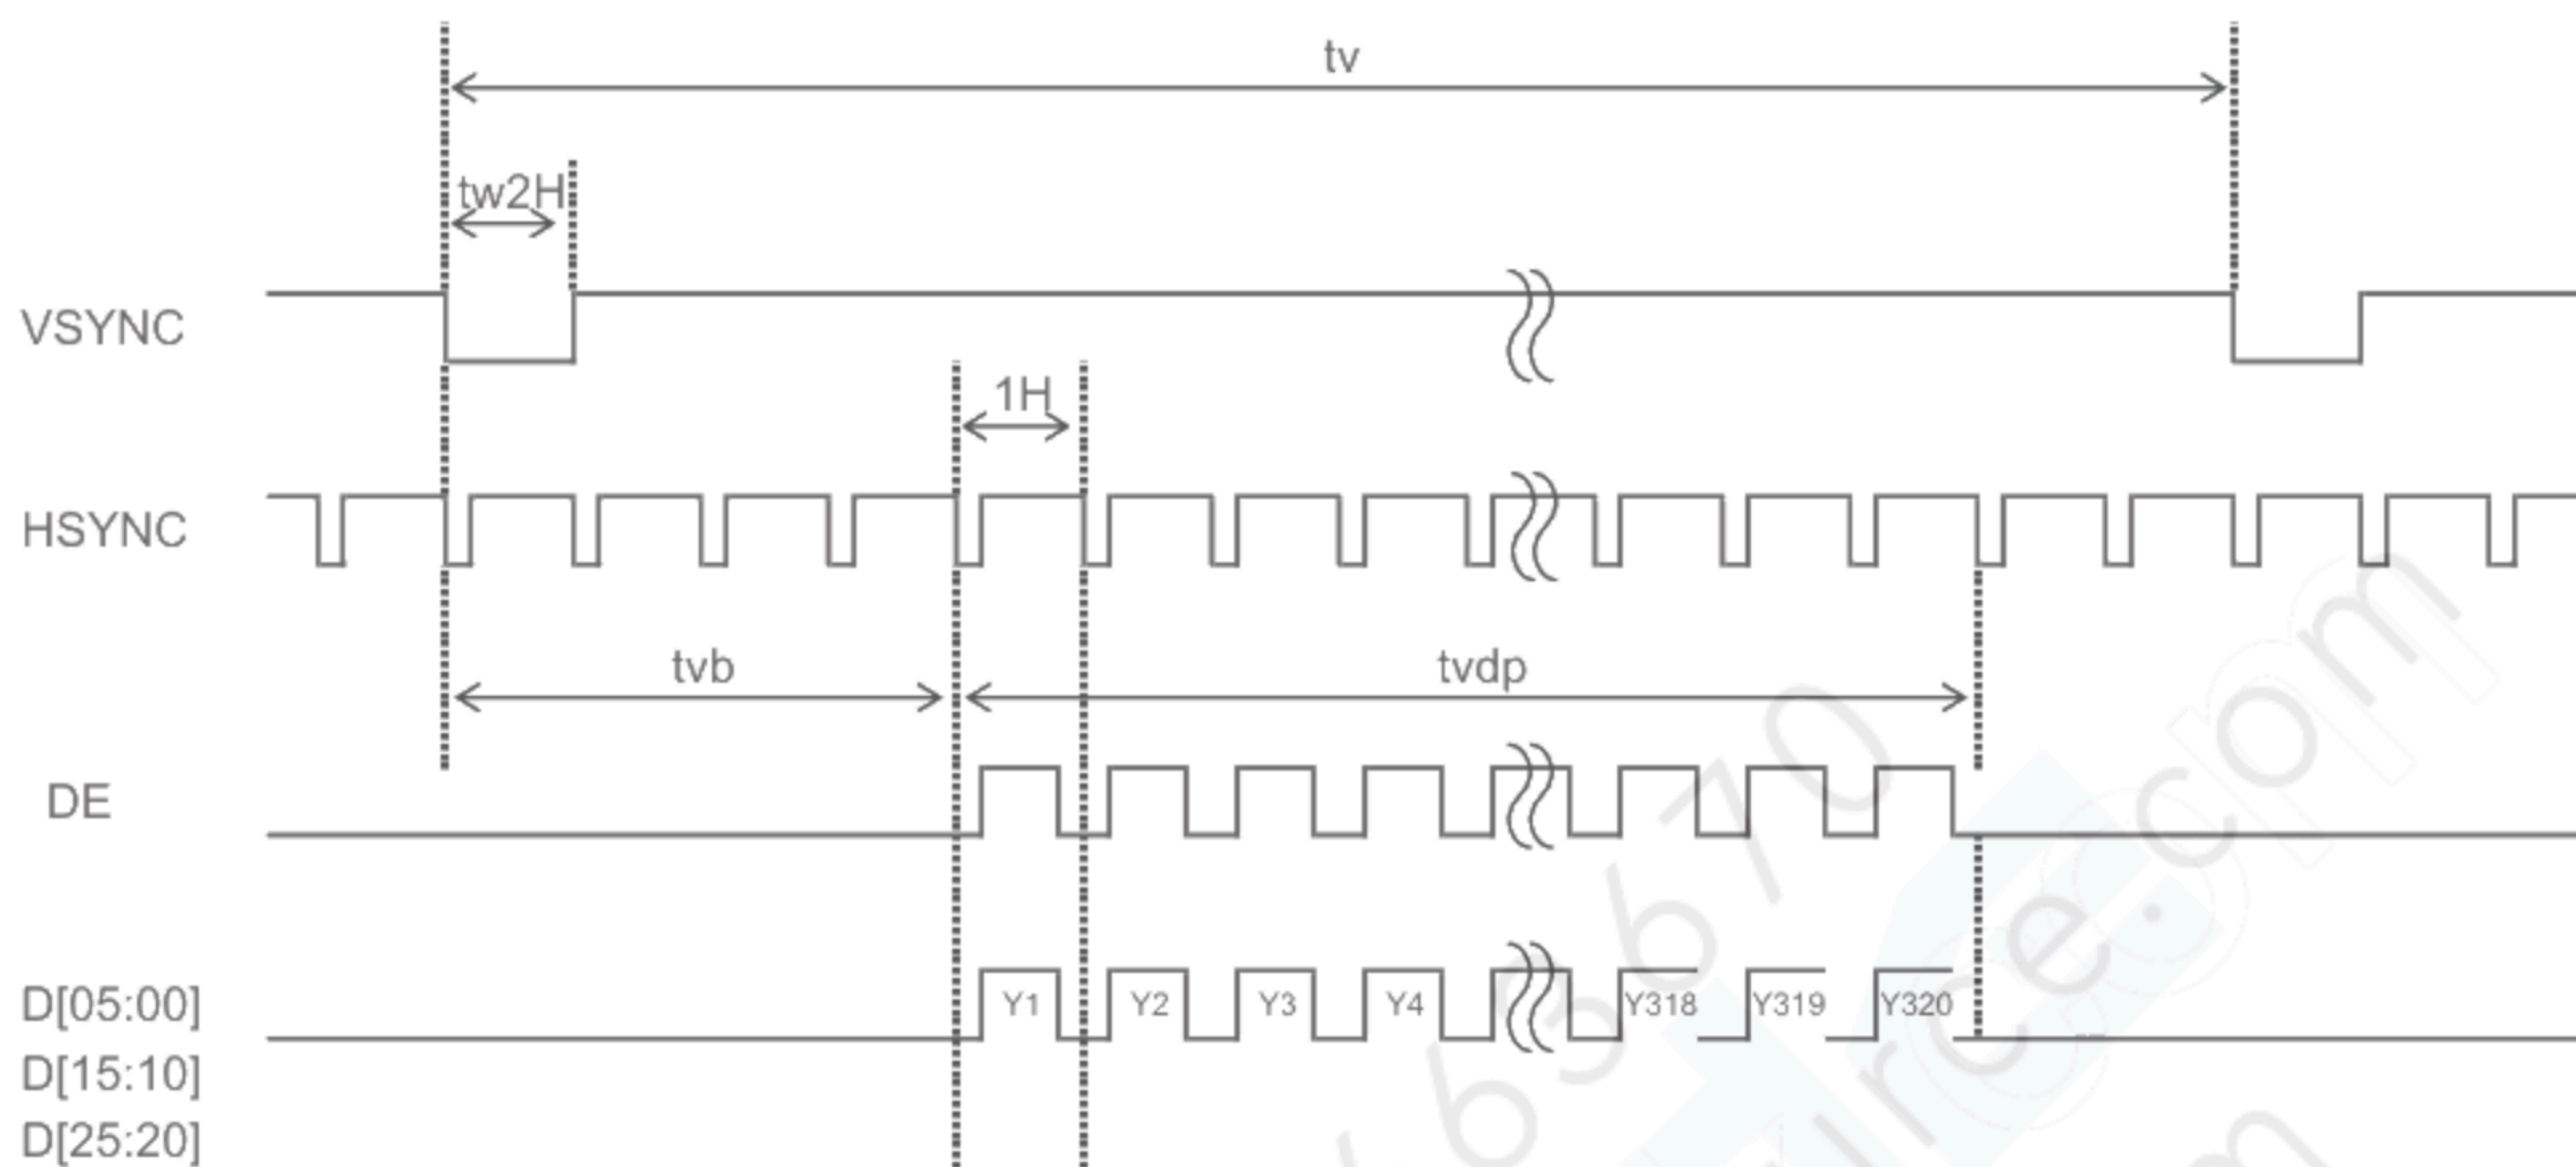 tv
tw2H
VSYNC
1H
HSYNC
tvb
tvdp
DE
D[05:00]
Y1 Y2 Y3 Y4 Y318 Y319 Y320
D[15:10]
D[25:20]